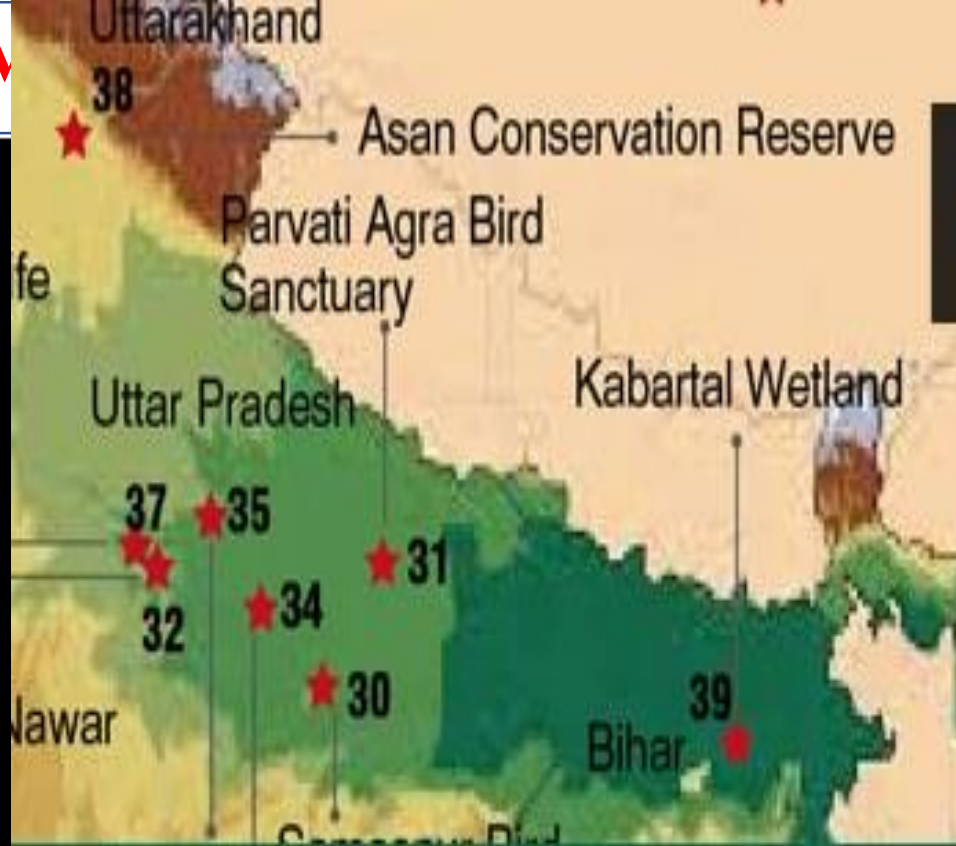 Uttarakhand
38
Asan Conservation Reserve
Parvati Agra Bird
Sanctuary
fe
Kabartal Wetland
Uttar Pradesh
37
35
31
34
32
30
39
Nawar
Bihar